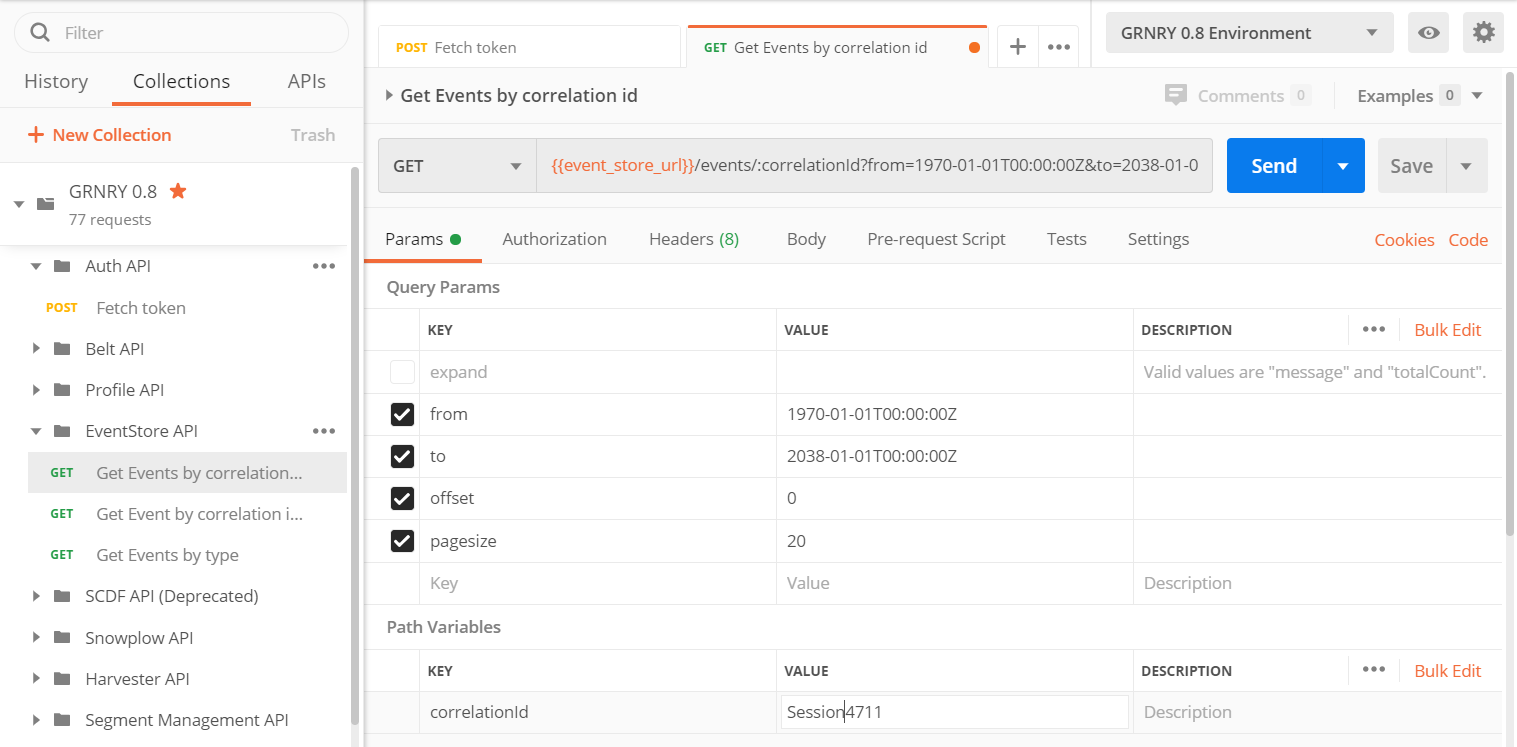 Filter
History Collections APIs
New Collection Trash
GRNRY 0.8
77 requests
Auth API
POST Fetch token
Belt API
Profile API
EventStore API
GET Get Events by correlation...
GET Get Event by correlation i...
GET Get Events by type
SCDF API (Deprecated)
Snowplow API
Harvester API
Segment Management API
POST Fetch token GET Get Events by correlation id
GRNRY 0.8 Environment
Get Events by correlation id Comments 0 Examples 0
GET {{event_store_url}}/events/:correlationId?from=1970-01-01T00:00:00Z&to=2038-01-0 Send Save
Params Authorization Headers (8) Body Pre-request Script Tests Settings Cookies Code
Query Params
KEY VALUE DESCRIPTION Bulk Edit
expand Valid values are "message" and "totalCount".
from 1970-01-01T00:00:00Z
to 2038-01-01T00:00:00Z
offset 0
pagesize 20
Key Value Description
Path Variables
KEY VALUE DESCRIPTION Bulk Edit
correlationId Session4711 Description